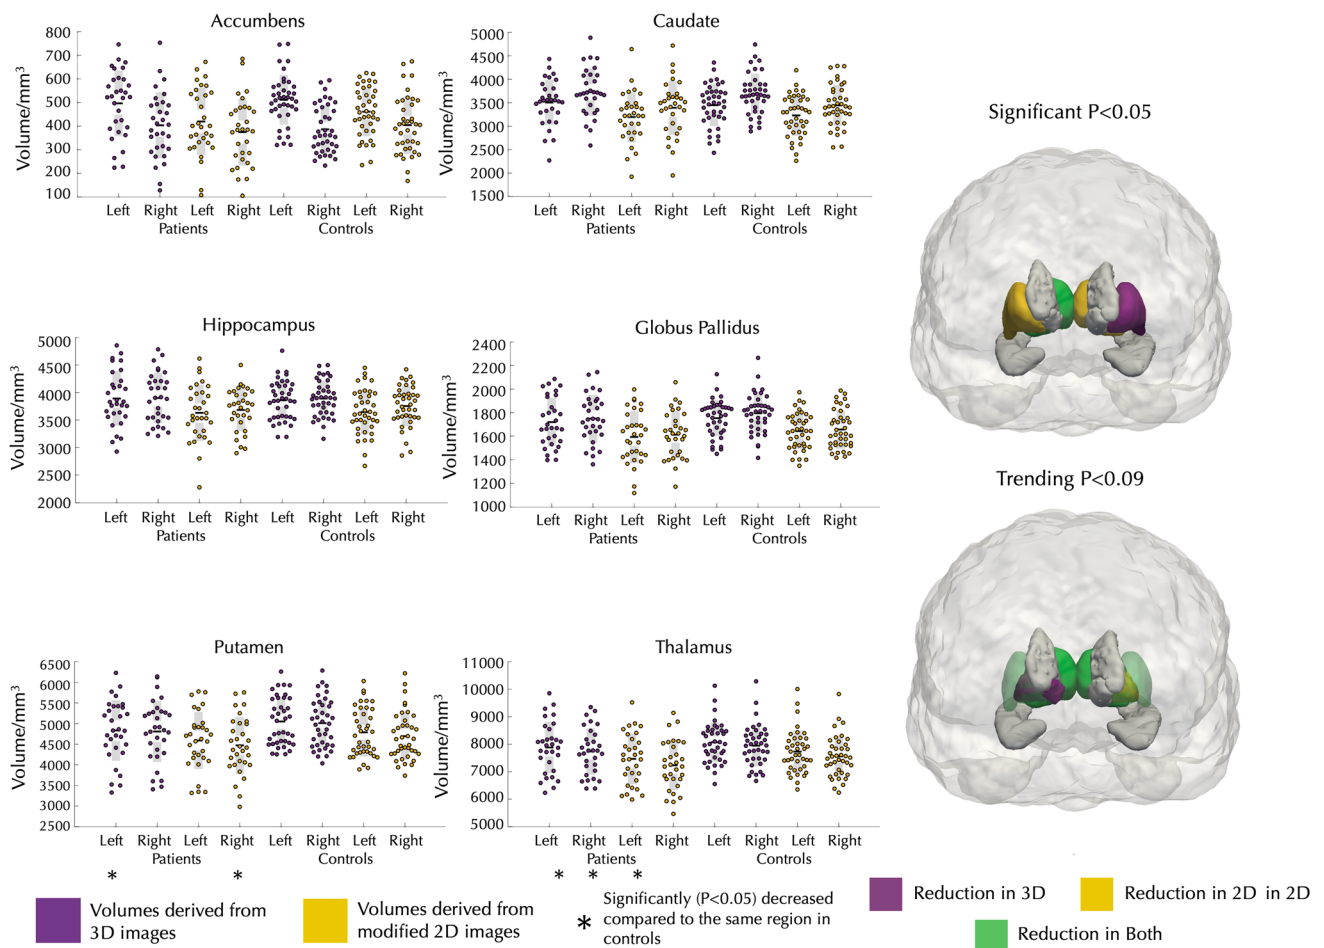 Accumbens
Volume/mm³
800
700
600
500
400
300
200
100
Left Right Left Right Left Right Left Right
Patients Controls
Caudate
Volume/mm³
5000
4500
4000
3500
3000
2500
2000
1500
Left Right Left Right Left Right Left Right
Patients Controls
Hippocampus
Volume/mm³
5000
4500
4000
3500
3000
2500
2000
Left Right Left Right Left Right Left Right
Patients Controls
Globus Pallidus
Volume/mm³
2400
2200
2000
1800
1600
1400
1200
1000
Left Right Left Right Left Right Left Right
Patients Controls
Putamen
Volume/mm³
6500
6000
5500
5000
4500
4000
3500
3000
2500
Left Right Left Right Left Right Left Right
Patients Controls
* *
Thalamus
Volume/mm³
11000
10000
9000
8000
7000
6000
5000
Left Right Left Right Left Right Left Right
Patients Controls
* * *
Significant P<0.05
Trending P<0.09
Volumes derived from
3D images
Volumes derived from
modified 2D images
*
Significantly (P<0.05) decreased
compared to the same region in
controls
Reduction in 3D
Reduction in 2D in 2D
Reduction in Both